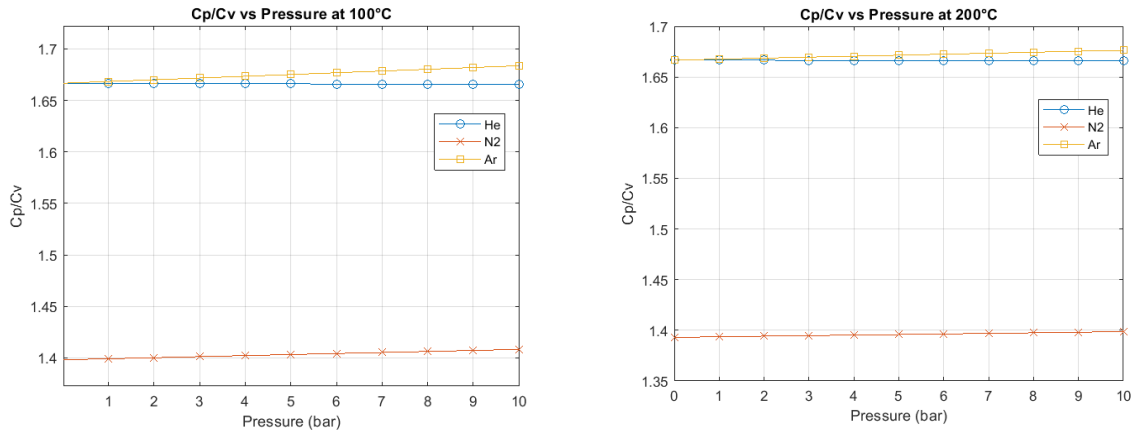 Cp/Cv vs Pressure at 100°C
1.7
1.65
1.6
1.55
1.5
1.45
1.4
Cp/Cv
He
N2
Ar
1 2 3 4 5 6 7 8 9 10
Pressure (bar)
Cp/Cv vs Pressure at 200°C
1.7
1.65
1.6
1.55
1.5
1.45
1.4
1.35
Cp/Cv
He
N2
Ar
0 1 2 3 4 5 6 7 8 9 10
Pressure (bar)